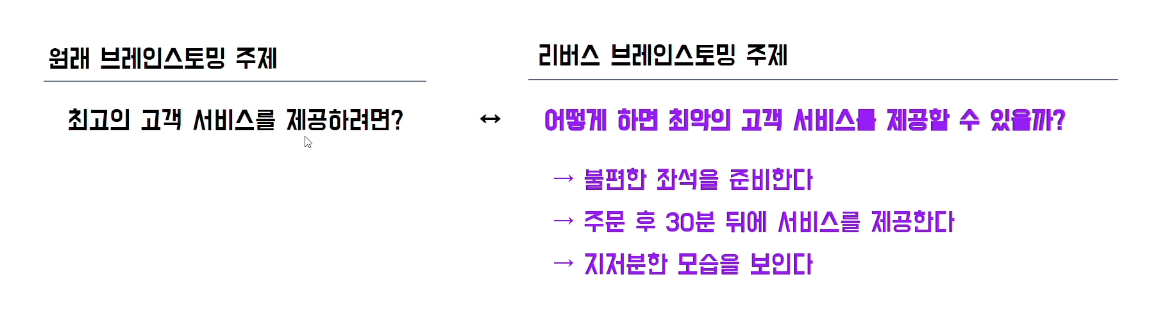 원래 브레인스토밍 주제
최고의 고객 서비스를 제공하려면?
↔
리버스 브레인스토밍 주제
어떻게 하면 최악의 고객 서비스를 제공할 수 있을까?
→ 불편한 좌석을 준비한다
→ 주문 후 30분 뒤에 서비스를 제공한다
→ 지저분한 모습을 보인다